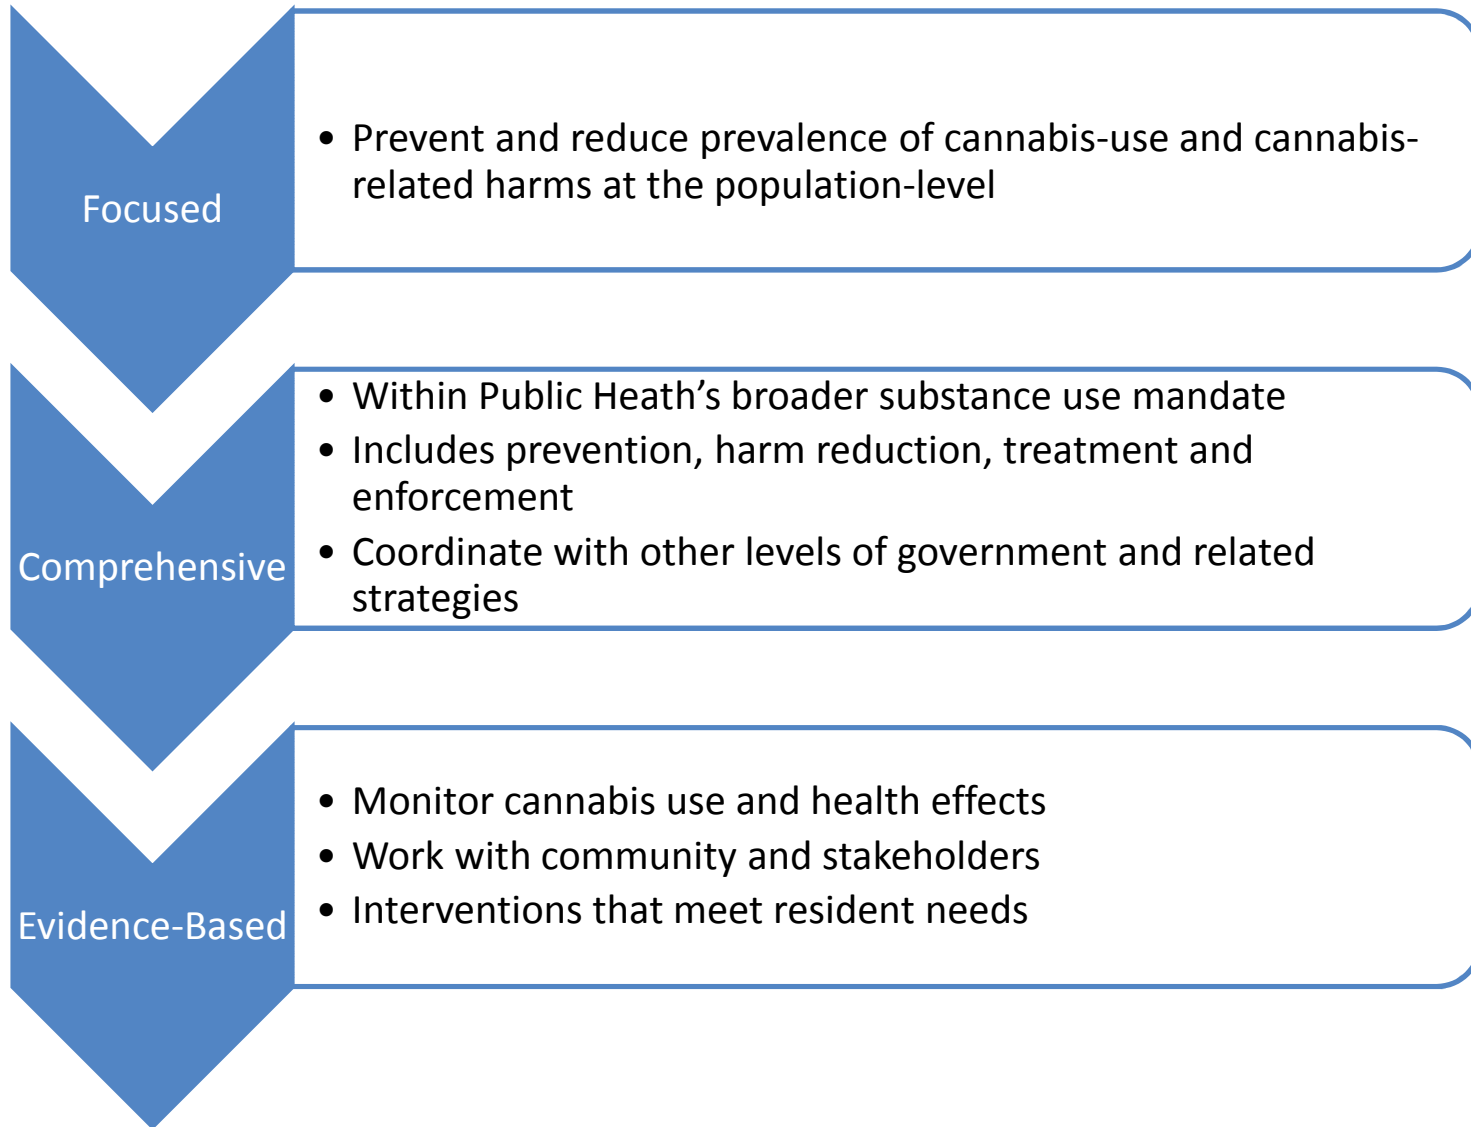 Focused
• Prevent and reduce prevalence of cannabis-use and cannabis-
related harms at the population-level
Comprehensive
• Within Public Heath’s broader substance use mandate
• Includes prevention, harm reduction, treatment and
enforcement
• Coordinate with other levels of government and related
strategies
Evidence-Based
• Monitor cannabis use and health effects
• Work with community and stakeholders
• Interventions that meet resident needs